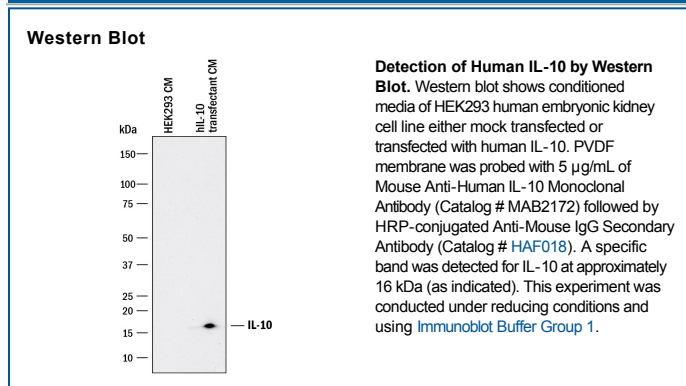 Western Blot
HEK293 CM
hIL-10
transfectant CM
kDa
150
100
75
50
37
25
20
15
10
IL-10
Detection of Human IL-10 by Western
Blot. Western blot shows conditioned
media of HEK293 human embryonic kidney
cell line either mock transfected or
transfected with human IL-10. PVDF
membrane was probed with 5 µg/mL of
Mouse Anti-Human IL-10 Monoclonal
Antibody (Catalog # MAB2172) followed by
HRP-conjugated Anti-Mouse IgG Secondary
Antibody (Catalog # HAF018). A specific
band was detected for IL-10 at approximately
16 kDa (as indicated). This experiment was
conducted under reducing conditions and
using Immunoblot Buffer Group 1.